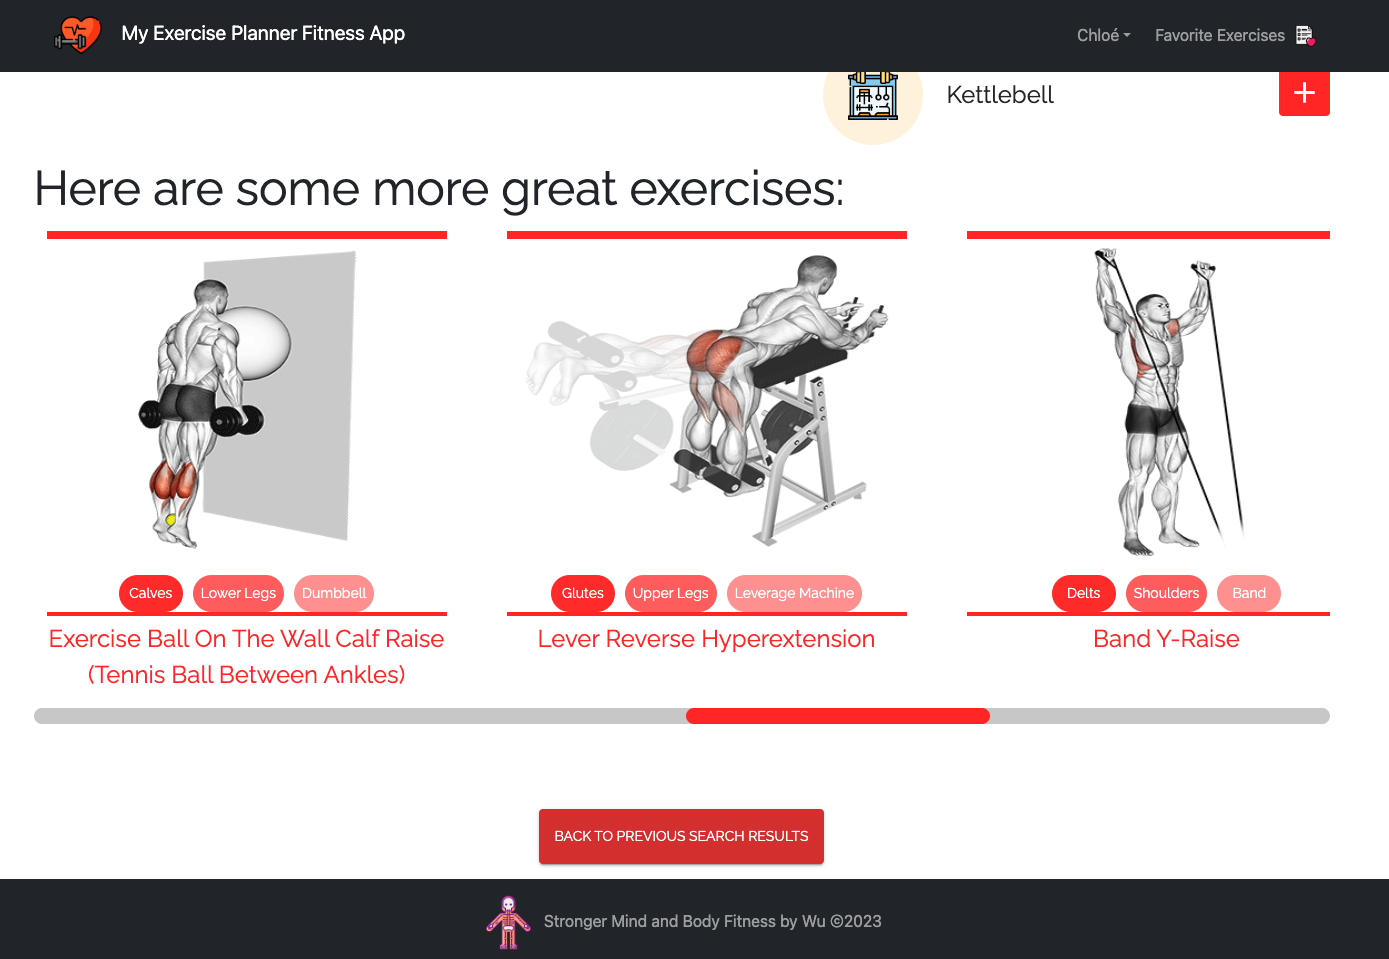 My Exercise Planner Fitness App
Chloé
Favorite Exercises
Kettlebell
Here are some more great exercises:
Calves
Lower Legs
Dumbbell
Exercise Ball On The Wall Calf Raise
(Tennis Ball Between Ankles)
Glutes
Upper Legs
Leverage Machine
Lever Reverse Hyperextension
Delts
Shoulders
Band
Band Y-Raise
BACK TO PREVIOUS SEARCH RESULTS
Stronger Mind and Body Fitness by Wu ©2023